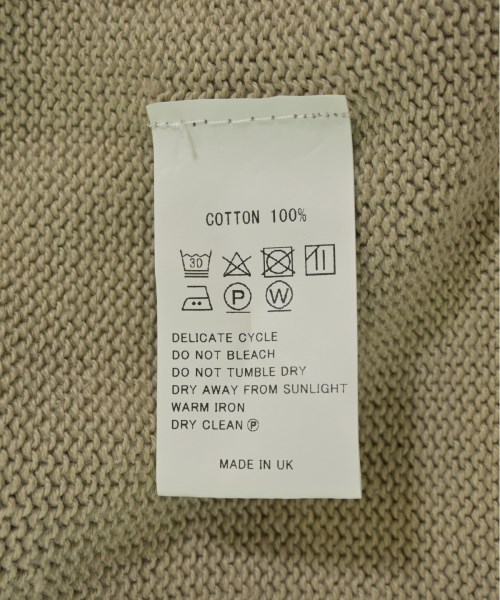 COTTON 100%
30
P W
DELICATE CYCLE
DO NOT BLEACH
DO NOT TUMBLE DRY
DRY AWAY FROM SUNLIGHT
WARM IRON
DRY CLEAN Ⓟ
MADE IN UK